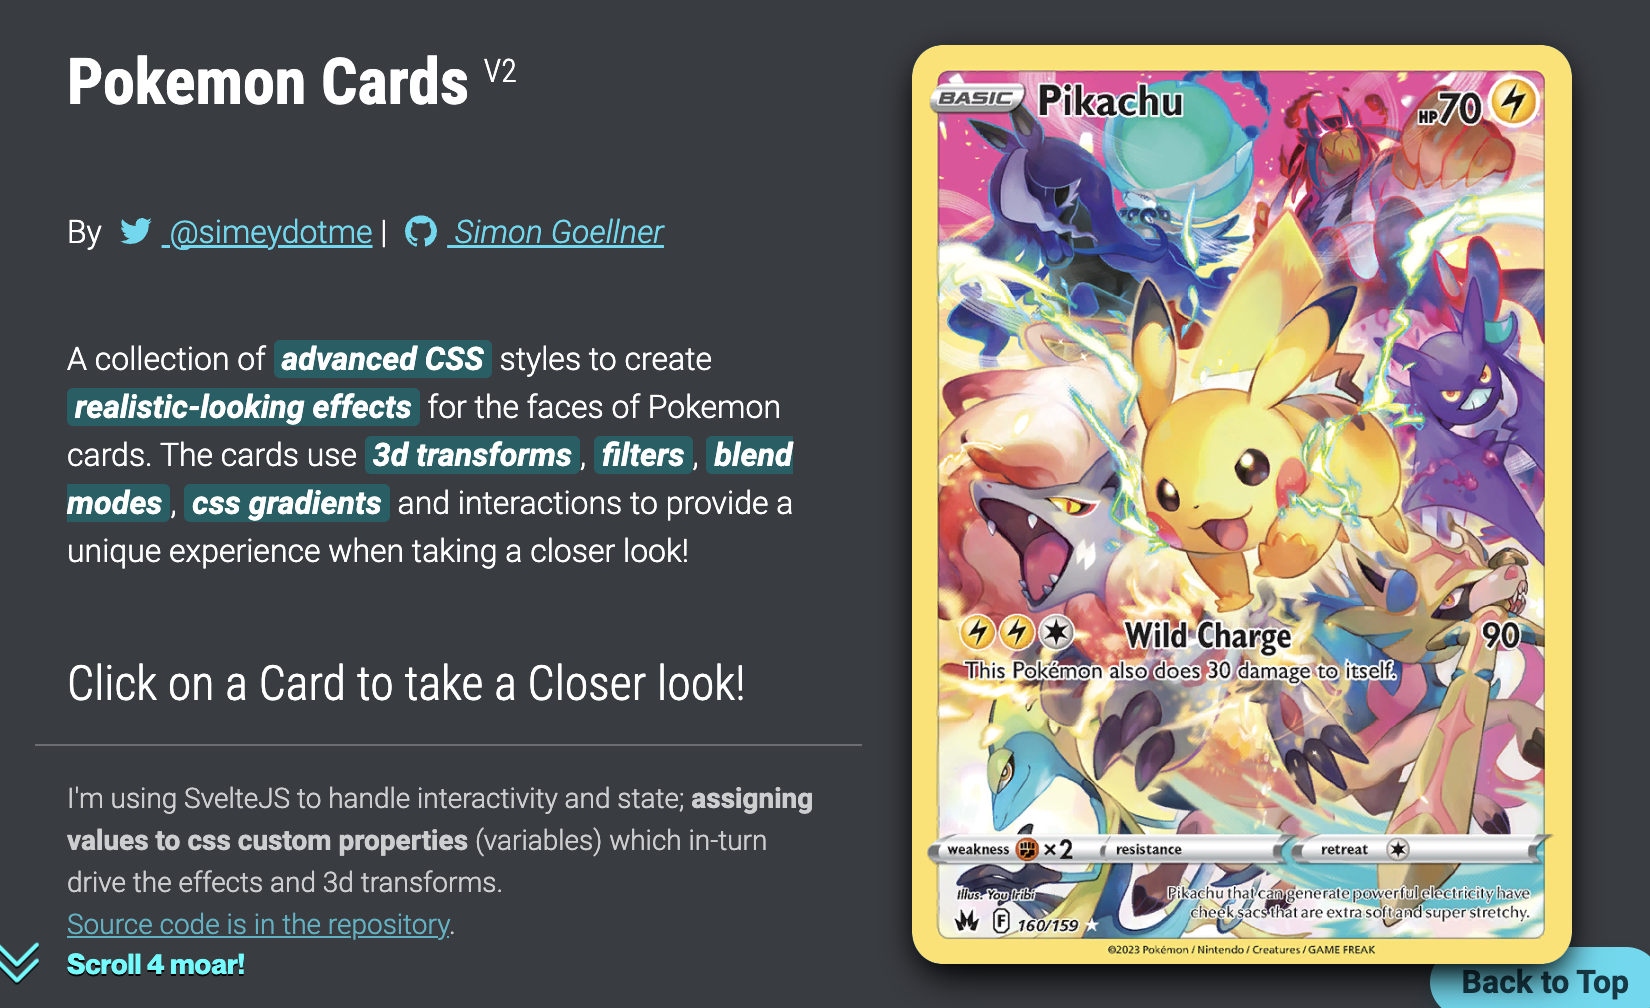 Pokemon Cards V2
By @simeydotme | Simon Goellner
A collection of advanced CSS styles to create
realistic-looking effects for the faces of Pokemon
cards. The cards use 3d transforms, filters, blend
modes, css gradients and interactions to provide a
unique experience when taking a closer look!
Click on a Card to take a Closer look!
I'm using SvelteJS to handle interactivity and state; assigning
values to css custom properties (variables) which in-turn
drive the effects and 3d transforms.
Source code is in the repository.
Scroll 4 moar!
BASIC Pikachu HP70
Wild Charge 90
This Pokémon also does 30 damage to itself.
weakness ×2 resistance retreat
Illus. You Iribi
Pikachu that can generate powerful electricity have
cheek sacs that are extra soft and super stretchy.
F 160/159
©2023 Pokémon / Nintendo / Creatures / GAME FREAK
Back to Top